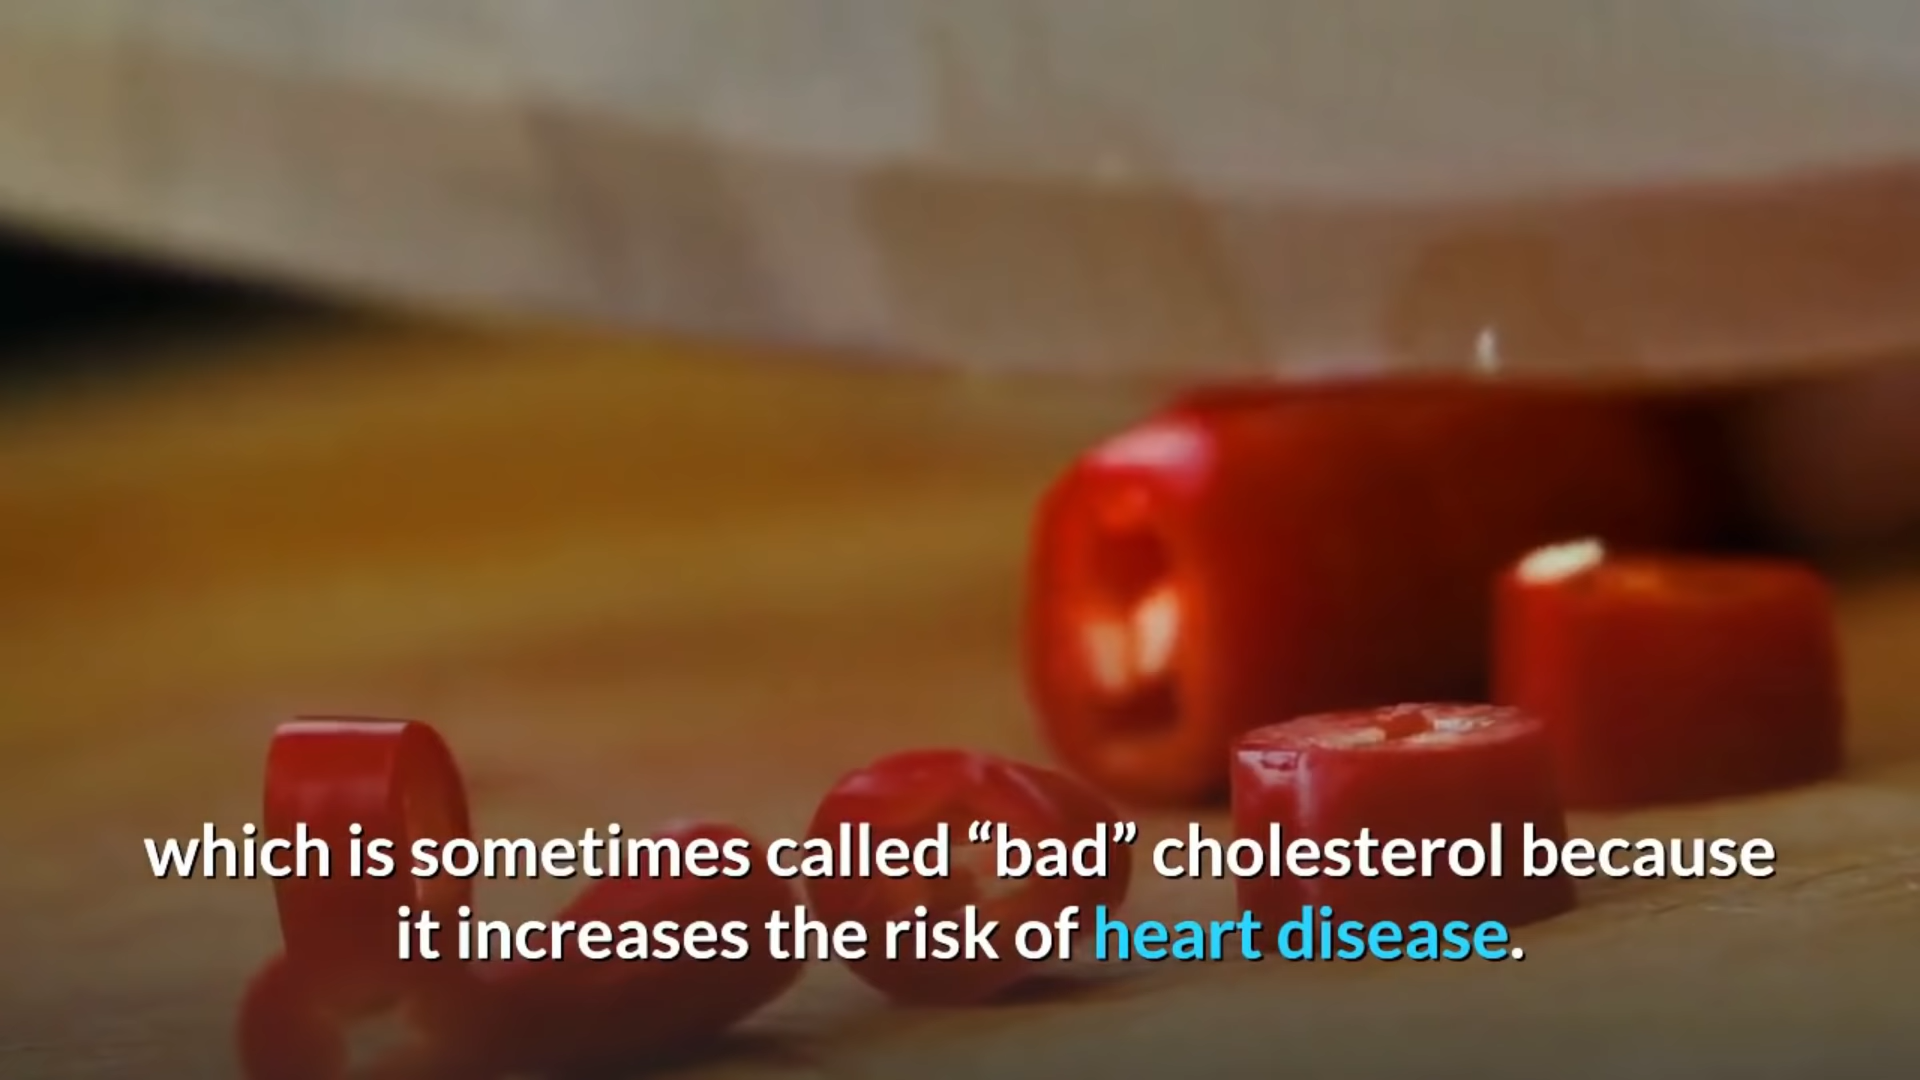 which is sometimes called “bad” cholesterol because
it increases the risk of heart disease.